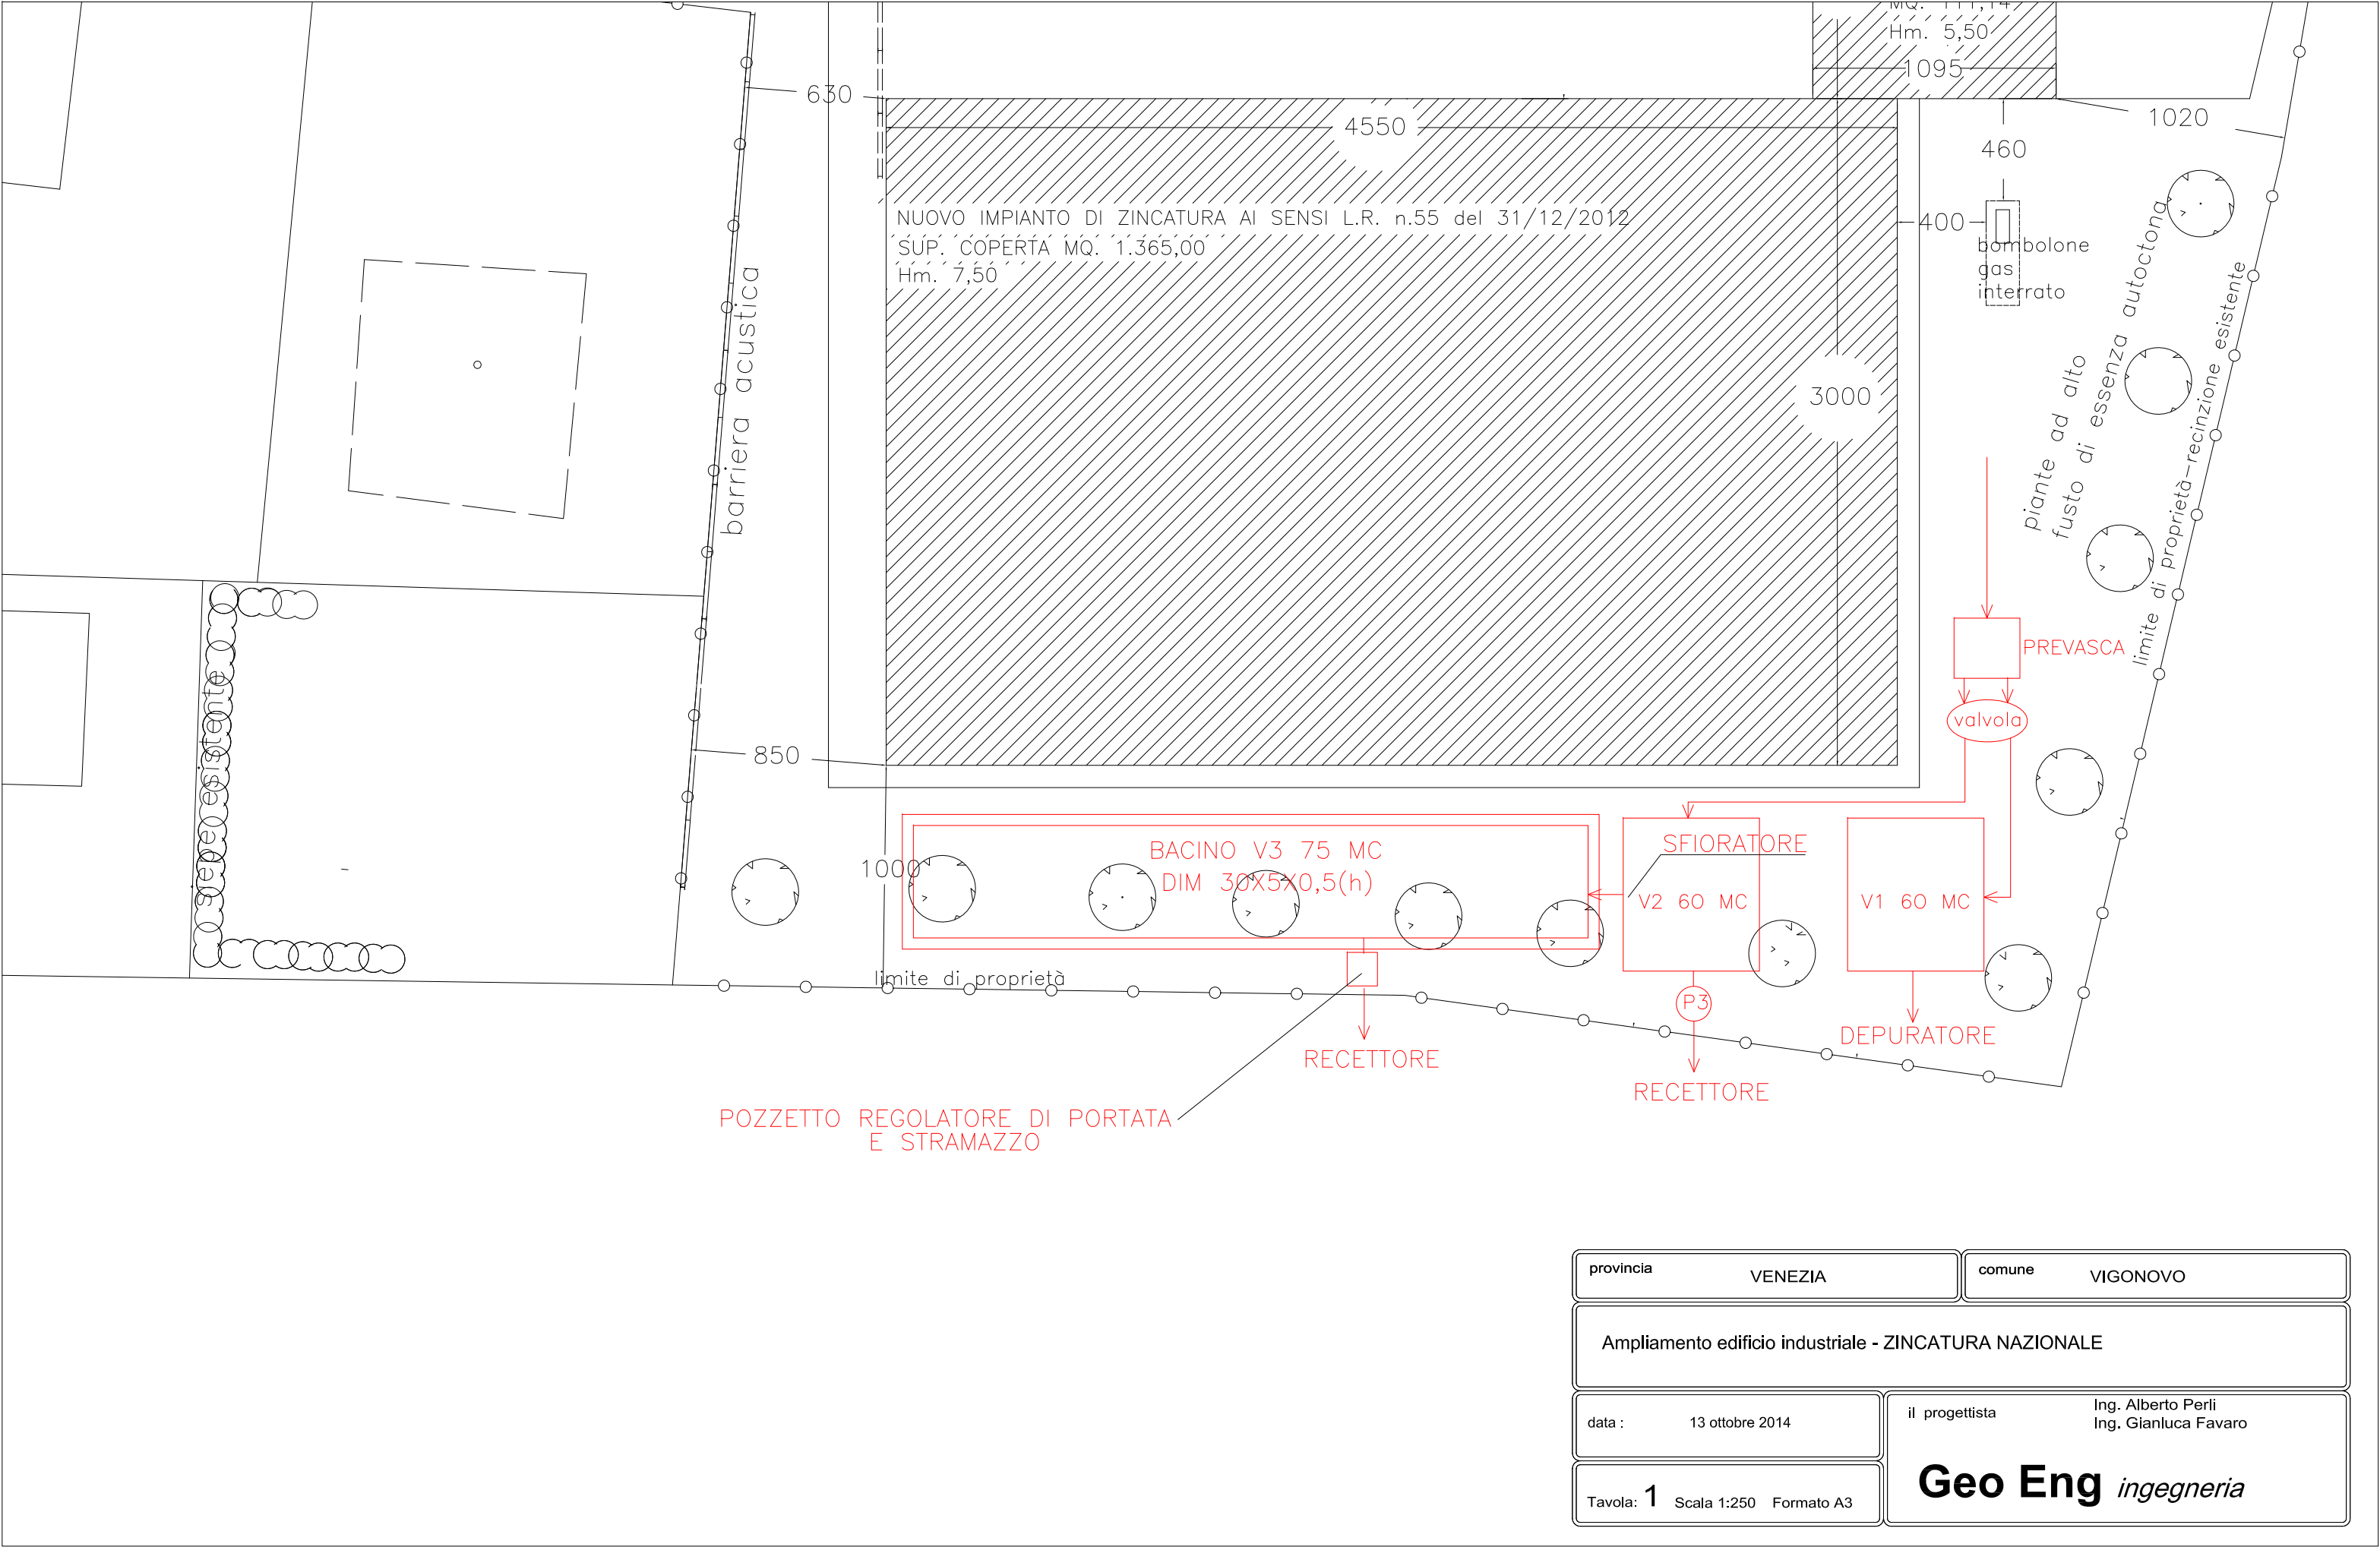 Hm. 5,50
1095
630
4550
1020
460
NUOVO IMPIANTO DI ZINCATURA AI SENSI L.R. n.55 del 31/12/2012
SUP. COPERTA MQ. 1.365,00
Hm. 7,50
400
bombolone
gas
interrato
barriera acustica
3000
piante ad alto
fusto di essenza autoctona
limite di proprietà-recinzione esistente
PREVASCA
valvola
siepe esistente
850
1000
BACINO V3 75 MC
DIM 30X5X0,5(h)
SFIORATORE
V2 60 MC
V1 60 MC
limite di proprietà
P3
RECETTORE
DEPURATORE
RECETTORE
POZZETTO REGOLATORE DI PORTATA
E STRAMAZZO
provincia VENEZIA
comune VIGONOVO
Ampliamento edificio industriale - ZINCATURA NAZIONALE
data : 13 ottobre 2014
il progettista Ing. Alberto Perli
Ing. Gianluca Favaro
Geo Eng ingegneria
Tavola: 1 Scala 1:250 Formato A3